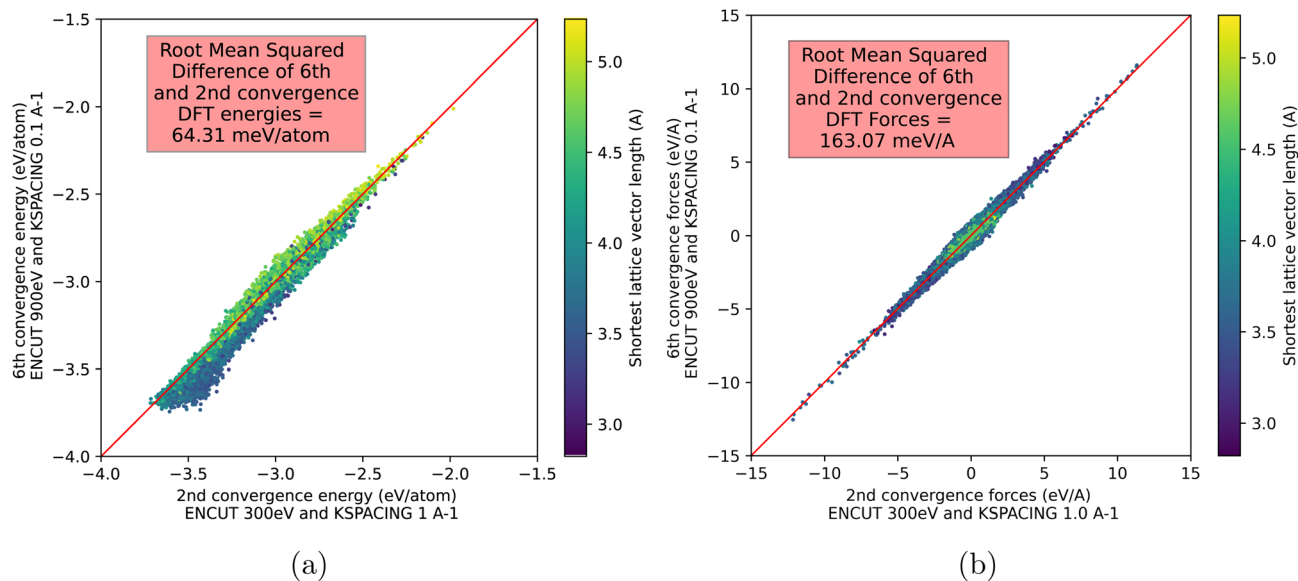 Root Mean Squared
Difference of 6th
and 2nd convergence
DFT energies =
64.31 meV/atom
−1.5
−2.0
−2.5
−3.0
−3.5
−4.0
6th convergence energy (eV/atom)
ENCUT 900eV and KSPACING 0.1 A-1
−4.0 −3.5 −3.0 −2.5 −2.0 −1.5
2nd convergence energy (eV/atom)
ENCUT 300eV and KSPACING 1 A-1
5.0
4.5
4.0
3.5
3.0
Shortest lattice vector length (A)
(a)
Root Mean Squared
Difference of 6th
and 2nd convergence
DFT Forces =
163.07 meV/A
15
10
5
0
−5
−10
−15
6th convergence forces (eV/A)
ENCUT 900eV and KSPACING 0.1 A-1
−15 −10 −5 0 5 10 15
2nd convergence forces (eV/A)
ENCUT 300eV and KSPACING 1.0 A-1
5.0
4.5
4.0
3.5
3.0
Shortest lattice vector length (A)
(b)